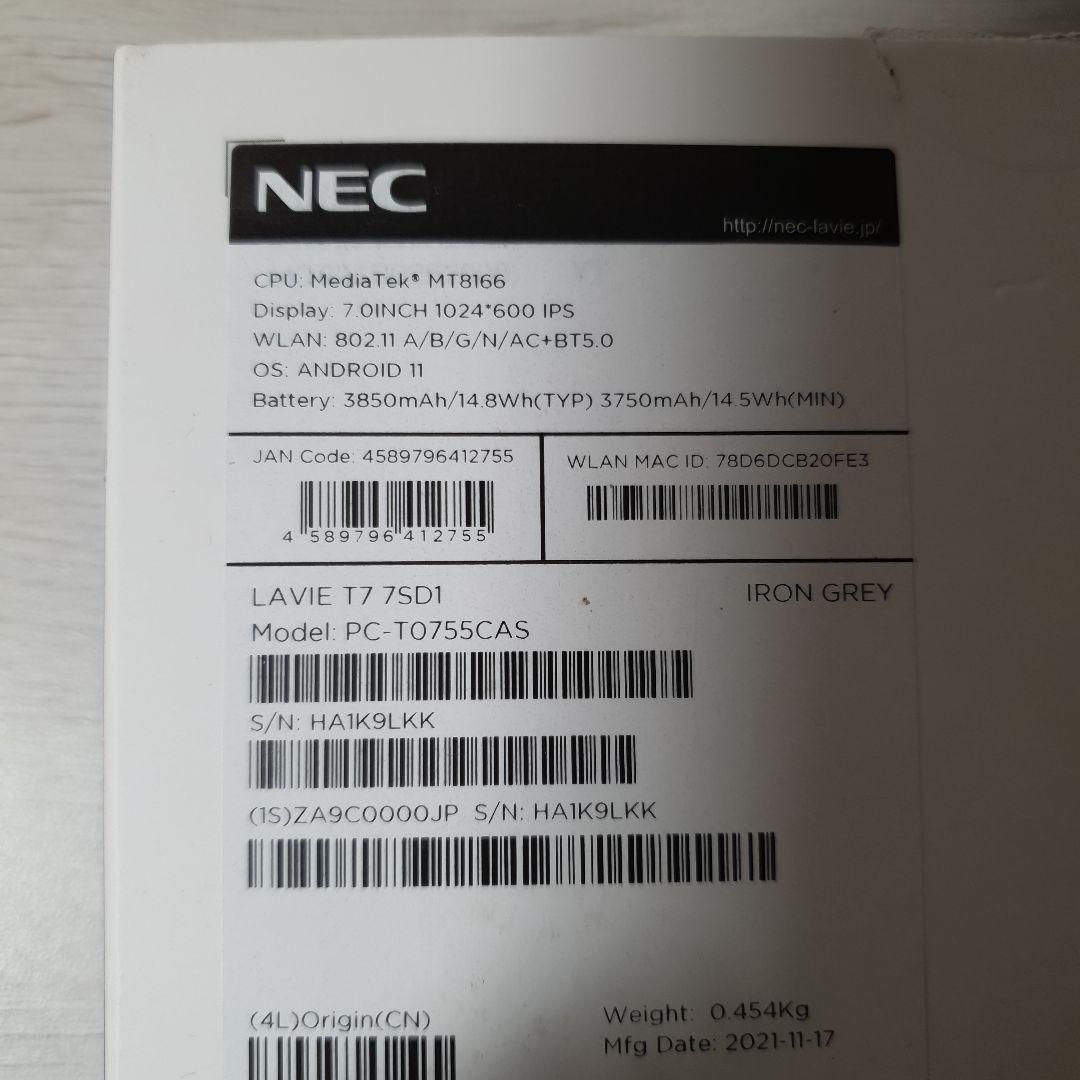 NEC
http://nec-lavie.jp/
CPU: MediaTek® MT8166
Display: 7.0INCH 1024*600 IPS
WLAN: 802.11 A/B/G/N/AC+BT5.0
OS: ANDROID 11
Battery: 3850mAh/14.8Wh(TYP) 3750mAh/14.5Wh(MIN)
JAN Code: 4589796412755
4 589796 412755
WLAN MAC ID: 78D6DCB20FE3
LAVIE T7 7SD1
IRON GREY
Model: PC-T0755CAS
S/N: HA1K9LKK
(1S)ZA9C0000JP S/N: HA1K9LKK
(4L)Origin(CN)
Weight: 0.454Kg
Mfg Date: 2021-11-17